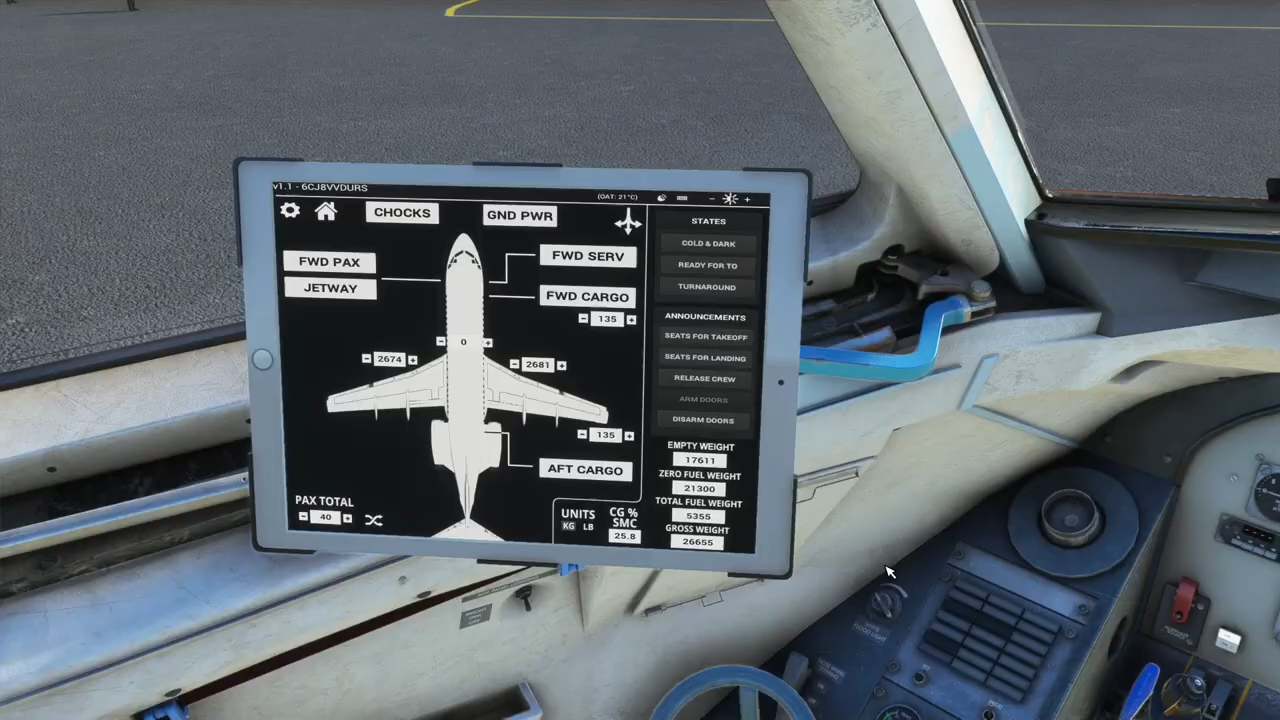 v1.1 - 6CJ8VVDURS
(OAT: 21°C)
- +
CHOCKS
GND PWR
FWD PAX
JETWAY
FWD SERV
FWD CARGO
- 135 +
- 0 +
- 2674 +
- 2681 +
- 135 +
AFT CARGO
PAX TOTAL
- 40 +
UNITS
KG LB
CG %
SMC
25.8
STATES
COLD & DARK
READY FOR TO
TURNAROUND
ANNOUNCEMENTS
SEATS FOR TAKEOFF
SEATS FOR LANDING
RELEASE CREW
ARM DOORS
DISARM DOORS
EMPTY WEIGHT
17611
ZERO FUEL WEIGHT
21300
TOTAL FUEL WEIGHT
5355
GROSS WEIGHT
26655
WHITE
FLOOD LIGHT